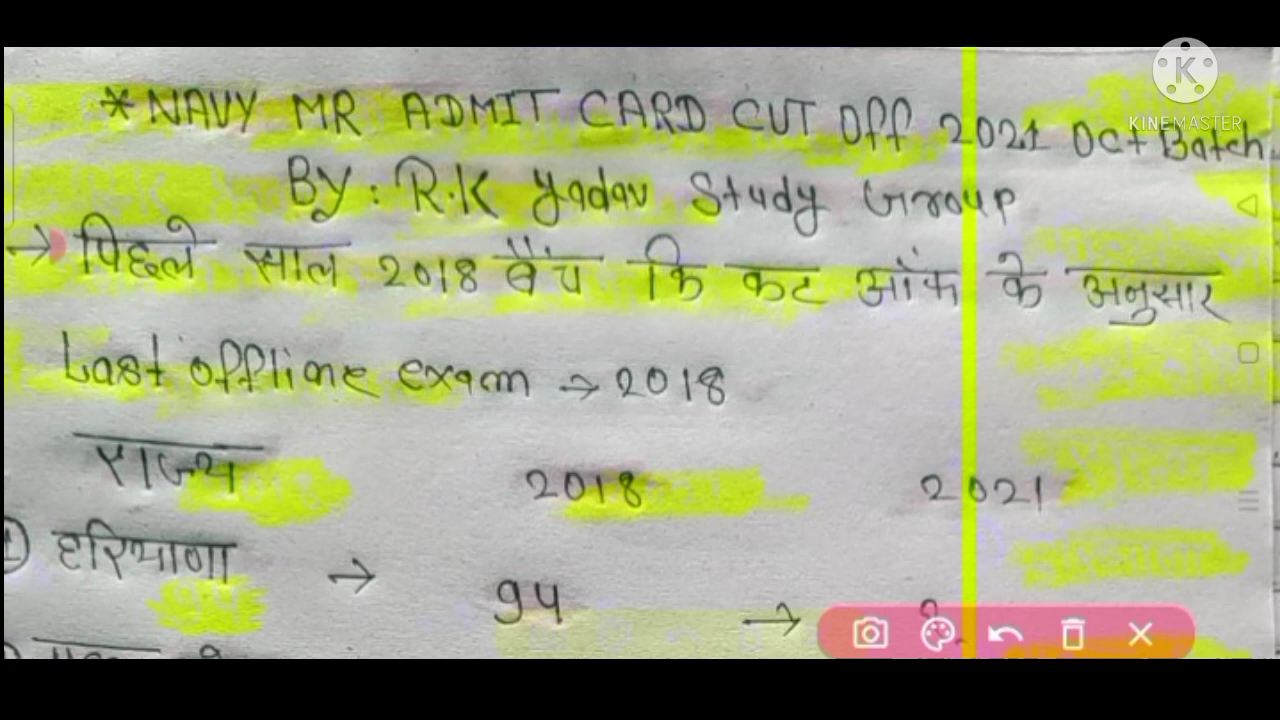 *NAVY MR ADMIT CARD CUT Off 2021 Oct Batch
BY: R.K Yadav Study Group
→ पिछले साल 2018 बैंच कि कट ऑफ के अनुसार
Last offline exam → 2018
राज्य 2018 2021
① हरियाणा → 94 →
KINEMASTER